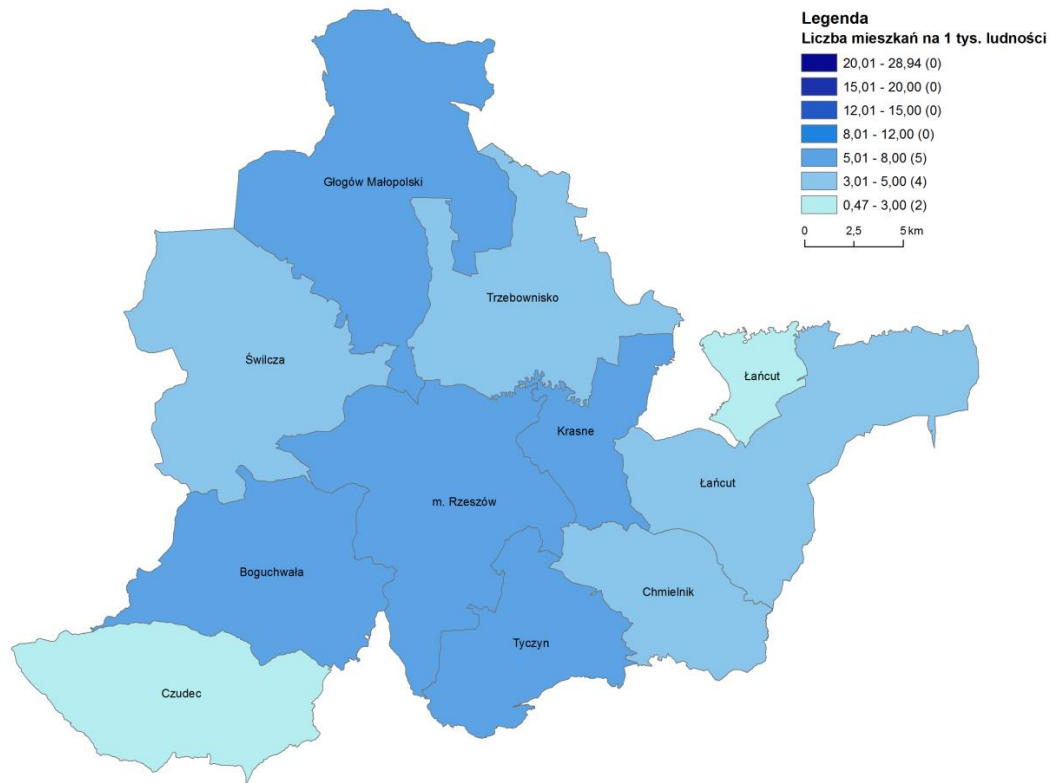 Legenda
Liczba mieszkań na 1 tys. ludności
20,01 - 28,94 (0)
15,01 - 20,00 (0)
12,01 - 15,00 (0)
8,01 - 12,00 (0)
5,01 - 8,00 (5)
3,01 - 5,00 (4)
0,47 - 3,00 (2)
0 2,5 5 km
Głogów Małopolski
Trzebownisko
Świlcza
Łańcut
Krasne
Łańcut
m. Rzeszów
Boguchwała
Chmielnik
Tyczyn
Czudec